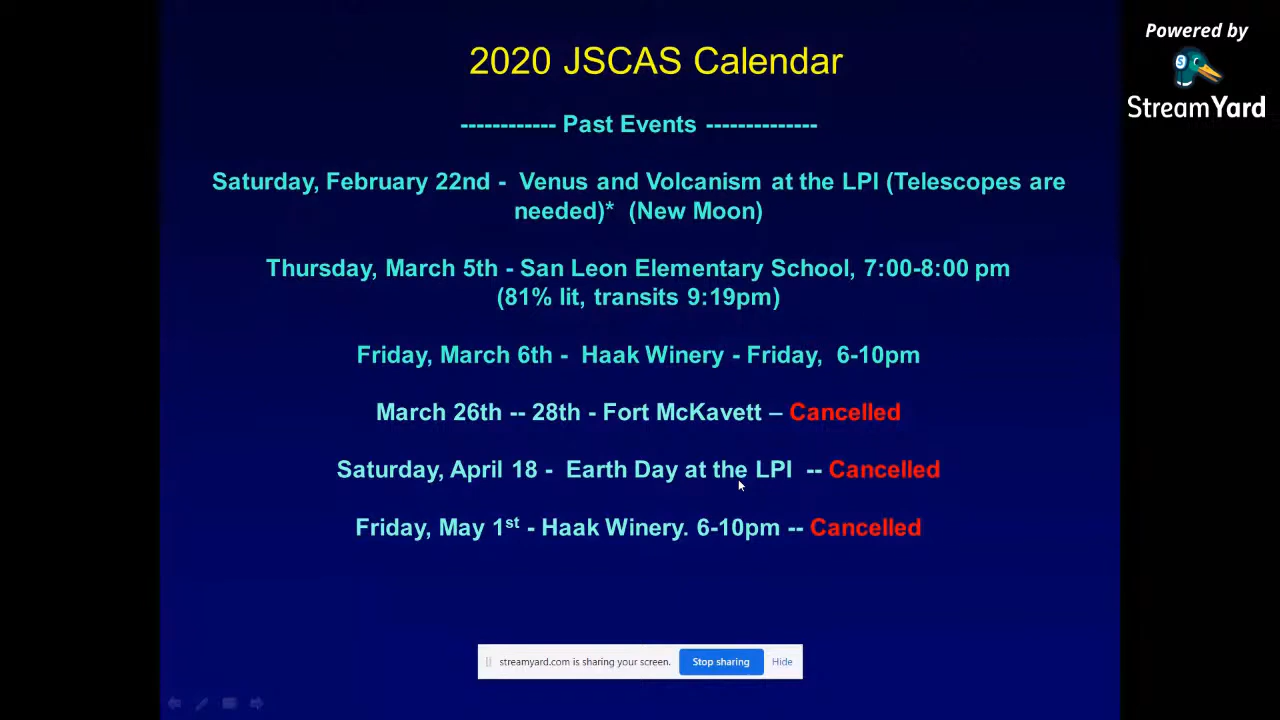 2020 JSCAS Calendar
Powered by
StreamYard
------------ Past Events --------------
Saturday, February 22nd - Venus and Volcanism at the LPI (Telescopes are
needed)* (New Moon)
Thursday, March 5th - San Leon Elementary School, 7:00-8:00 pm
(81% lit, transits 9:19pm)
Friday, March 6th - Haak Winery - Friday, 6-10pm
March 26th -- 28th - Fort McKavett – Cancelled
Saturday, April 18 - Earth Day at the LPI -- Cancelled
Friday, May 1st - Haak Winery. 6-10pm -- Cancelled
streamyard.com is sharing your screen. Stop sharing Hide